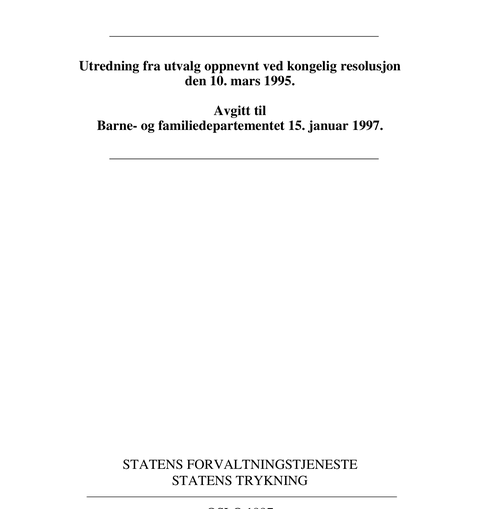 Utredning fra utvalg oppnevnt ved kongelig resolusjon
den 10. mars 1995.
Avgitt til
Barne- og familiedepartementet 15. januar 1997.
STATENS FORVALTNINGSTJENESTE
STATENS TRYKNING